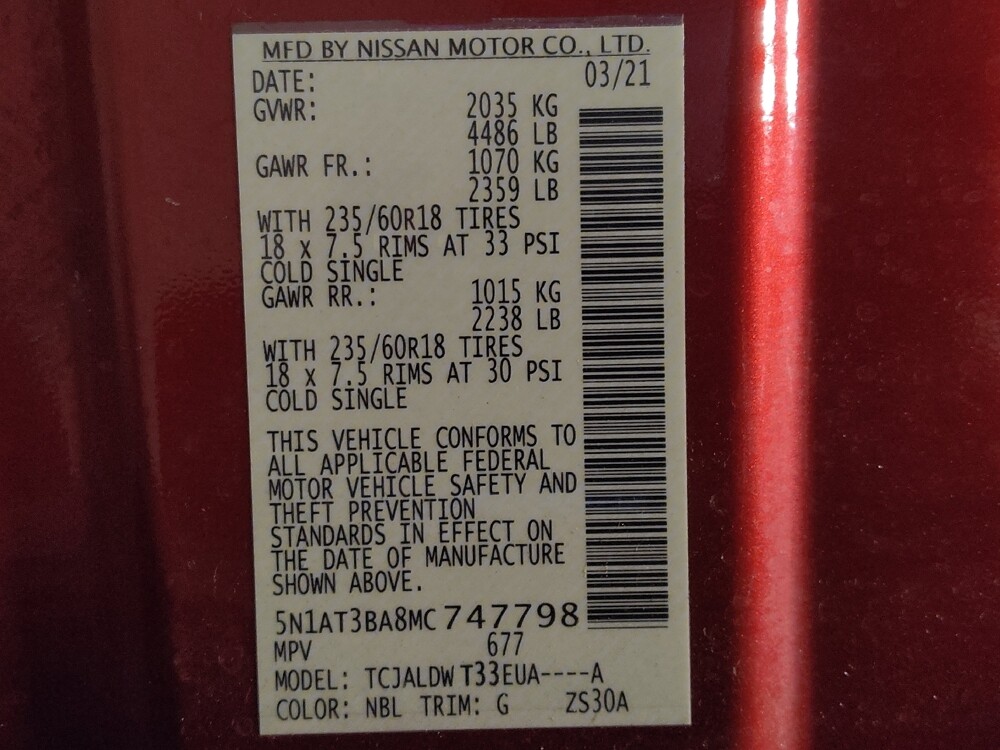 MFD BY NISSAN MOTOR CO., LTD.
DATE: 03/21
GVWR: 2035 KG
4486 LB
GAWR FR.: 1070 KG
2359 LB
WITH 235/60R18 TIRES
18 x 7.5 RIMS AT 33 PSI
COLD SINGLE
GAWR RR.: 1015 KG
2238 LB
WITH 235/60R18 TIRES
18 x 7.5 RIMS AT 30 PSI
COLD SINGLE
THIS VEHICLE CONFORMS TO
ALL APPLICABLE FEDERAL
MOTOR VEHICLE SAFETY AND
THEFT PREVENTION
STANDARDS IN EFFECT ON
THE DATE OF MANUFACTURE
SHOWN ABOVE.
5N1AT3BA8MC747798
MPV 677
MODEL: TCJALDW T33EUA----A
COLOR: NBL TRIM: G ZS30A